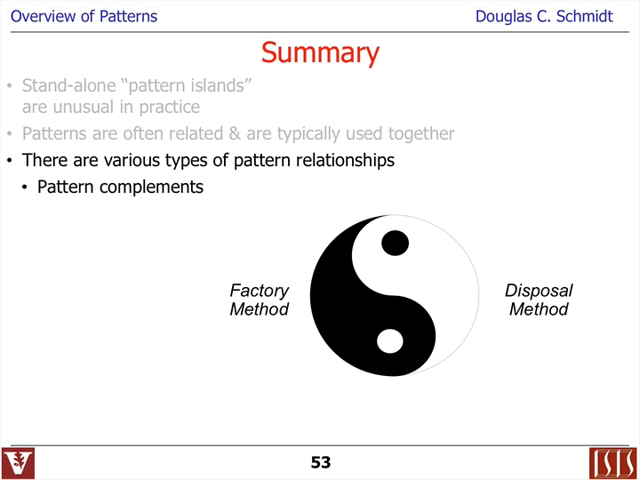 Overview of Patterns
Douglas C. Schmidt
Summary
• Stand-alone “pattern islands”
are unusual in practice
• Patterns are often related & are typically used together
• There are various types of pattern relationships
• Pattern complements
Factory
Method
Disposal
Method
53
V
ISIS